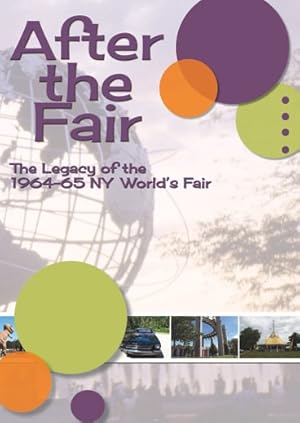 After
the
Fair
The Legacy of the
1964-65 NY World's Fair